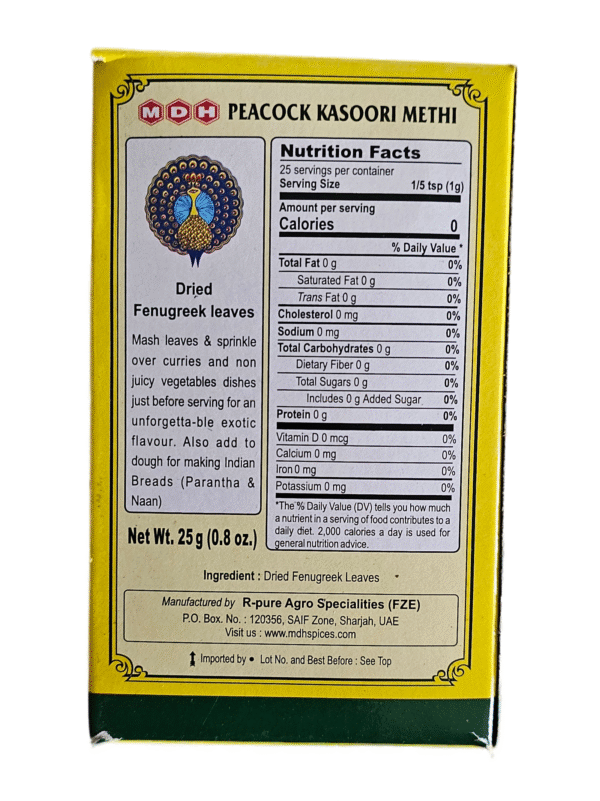 MDH PEACOCK KASOORI METHI
Dried
Fenugreek leaves
Mash leaves & sprinkle
over curries and non
juicy vegetables dishes
just before serving for an
unforgetta-ble exotic
flavour. Also add to
dough for making Indian
Breads (Parantha &
Naan)
Net Wt. 25 g (0.8 oz.)
Nutrition Facts
25 servings per container
Serving Size 1/5 tsp (1g)
Amount per serving
Calories 0
% Daily Value *
Total Fat 0 g 0%
Saturated Fat 0 g 0%
Trans Fat 0 g 0%
Cholesterol 0 mg 0%
Sodium 0 mg 0%
Total Carbohydrates 0 g 0%
Dietary Fiber 0 g 0%
Total Sugars 0 g 0%
Includes 0 g Added Sugar 0%
Protein 0 g 0%
Vitamin D 0 mcg 0%
Calcium 0 mg 0%
Iron 0 mg 0%
Potassium 0 mg 0%
*The % Daily Value (DV) tells you how much
a nutrient in a serving of food contributes to a
daily diet. 2,000 calories a day is used for
general nutrition advice.
Ingredient : Dried Fenugreek Leaves
Manufactured by R-pure Agro Specialities (FZE)
P.O. Box. No. : 120356, SAIF Zone, Sharjah, UAE
Visit us : www.mdhspices.com
Imported by • Lot No. and Best Before : See Top